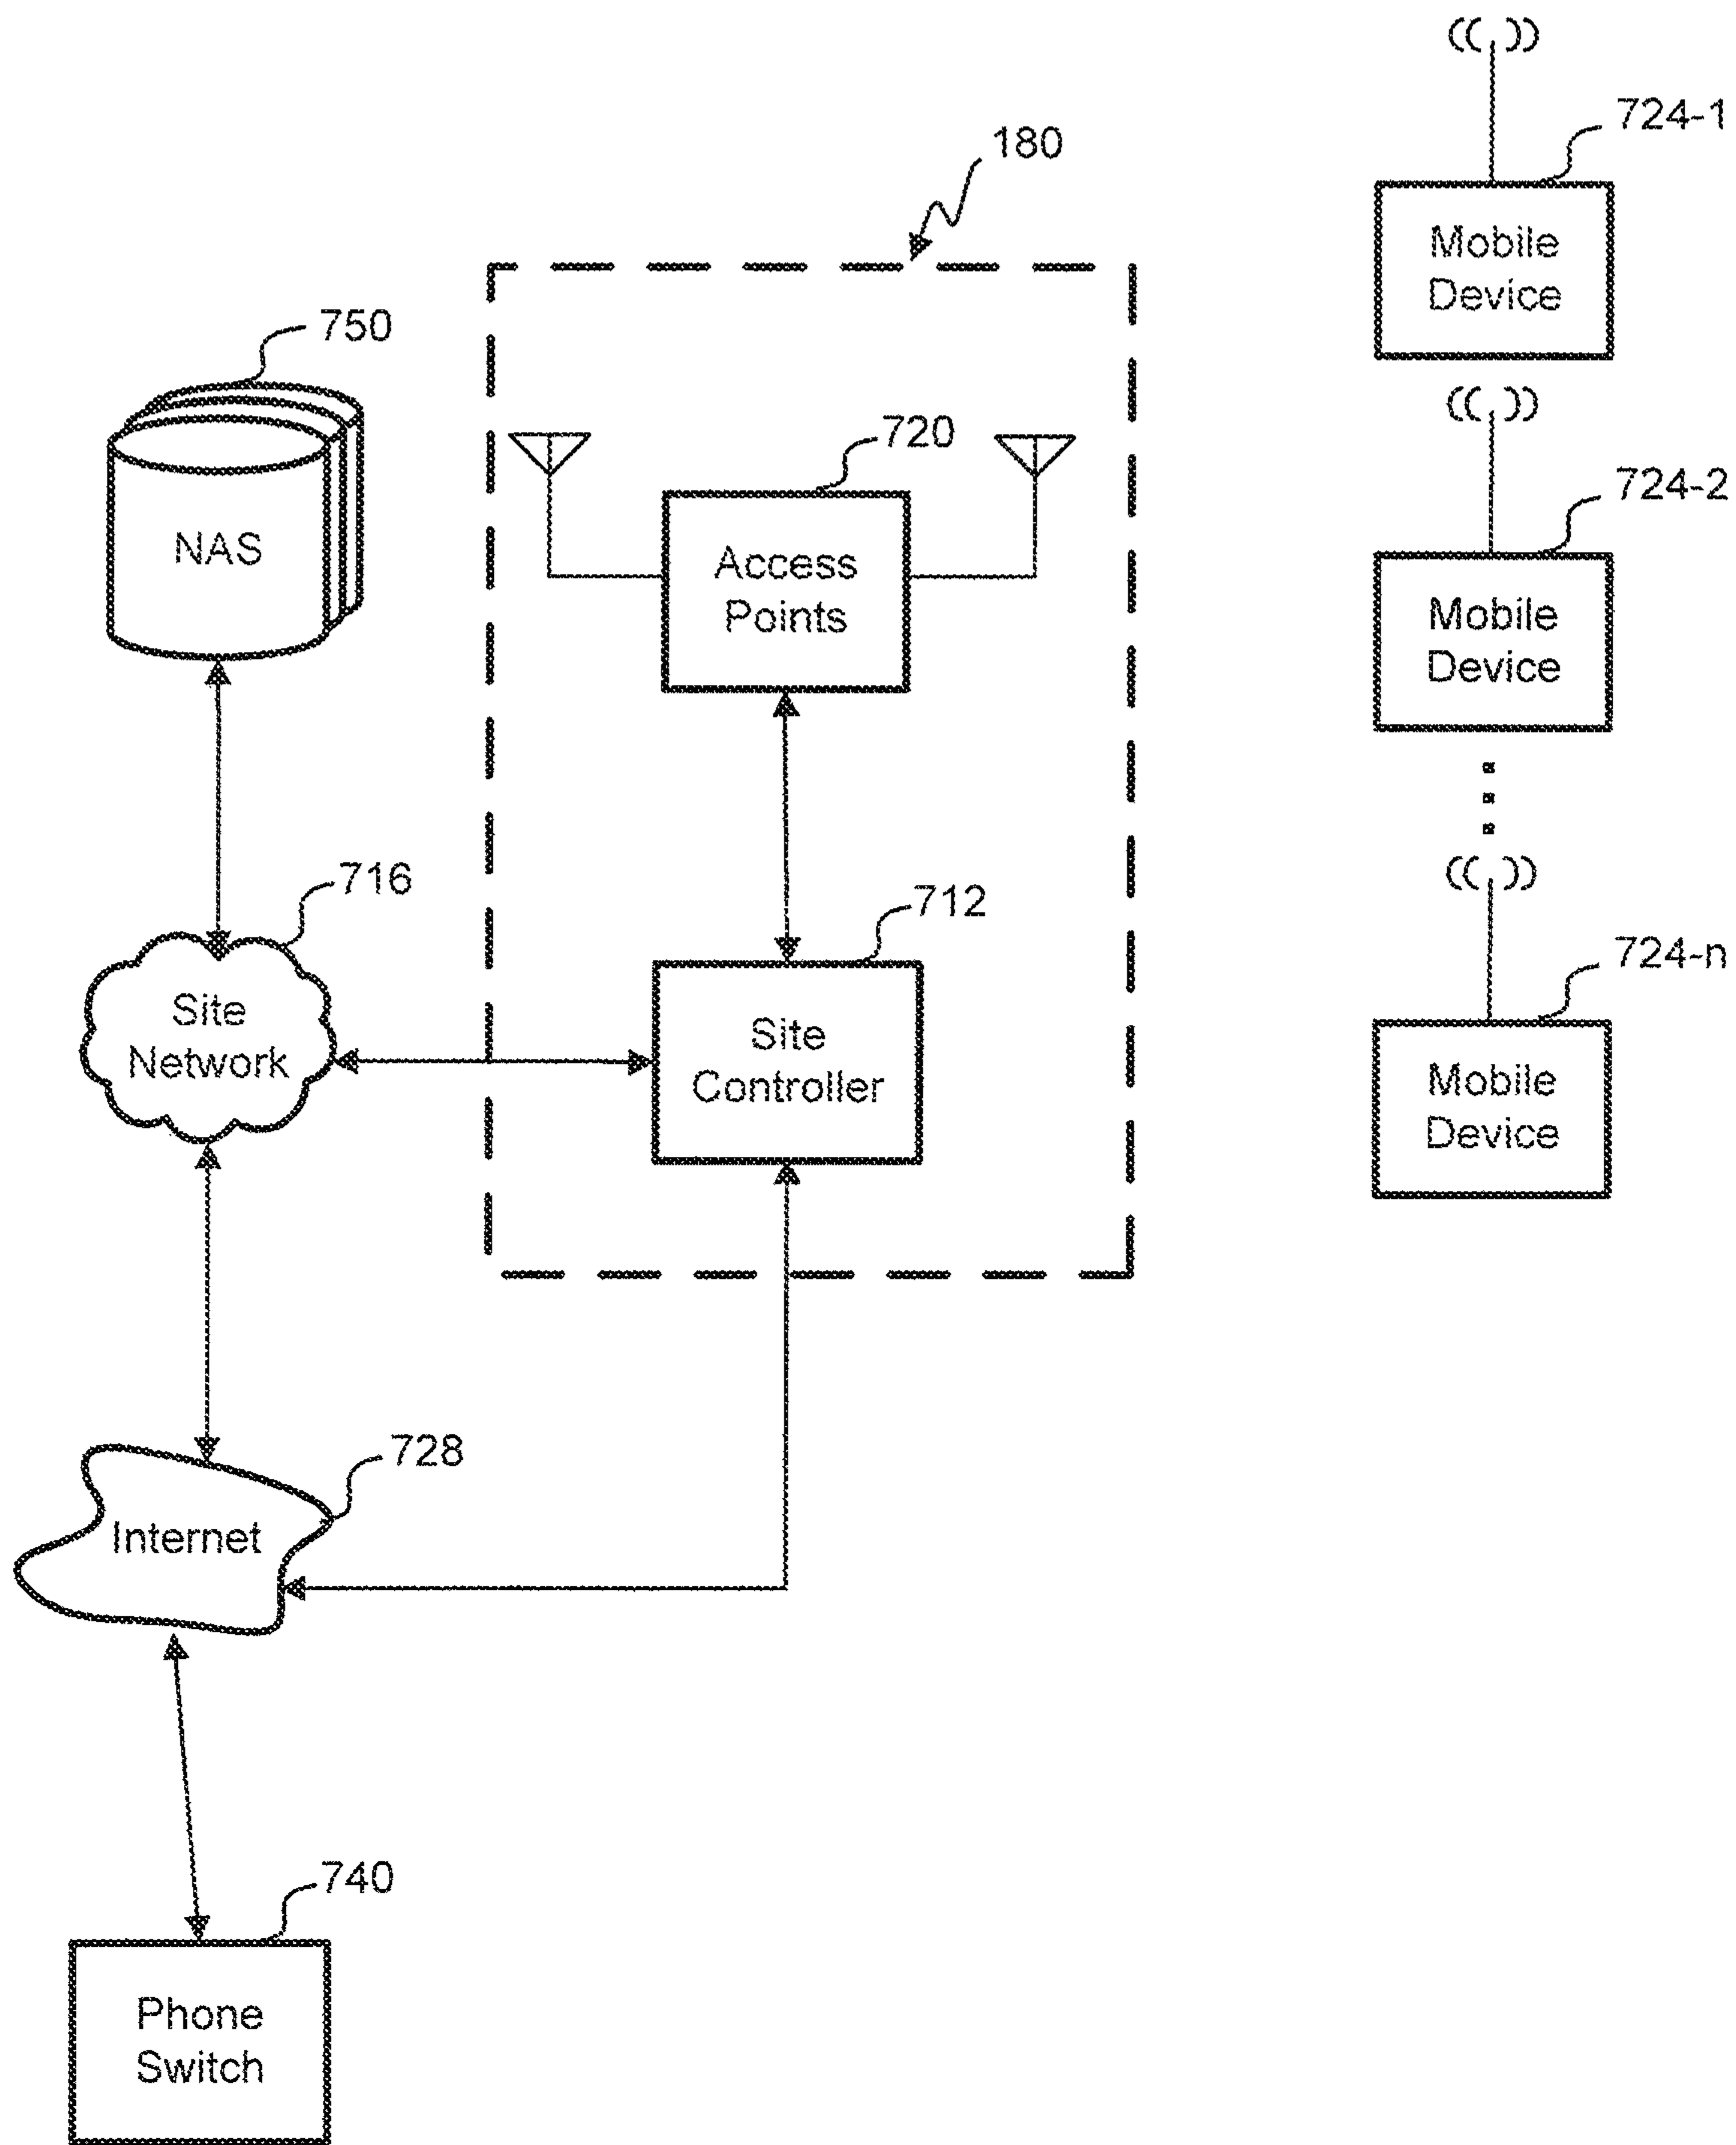 724-1
180
Mobile
Device
750
720
724-2
NAS
Access
Points
Mobile
Device
716
712
724-n
Site
Network
Site
Controller
Mobile
Device
728
Internet
740
Phone
Switch